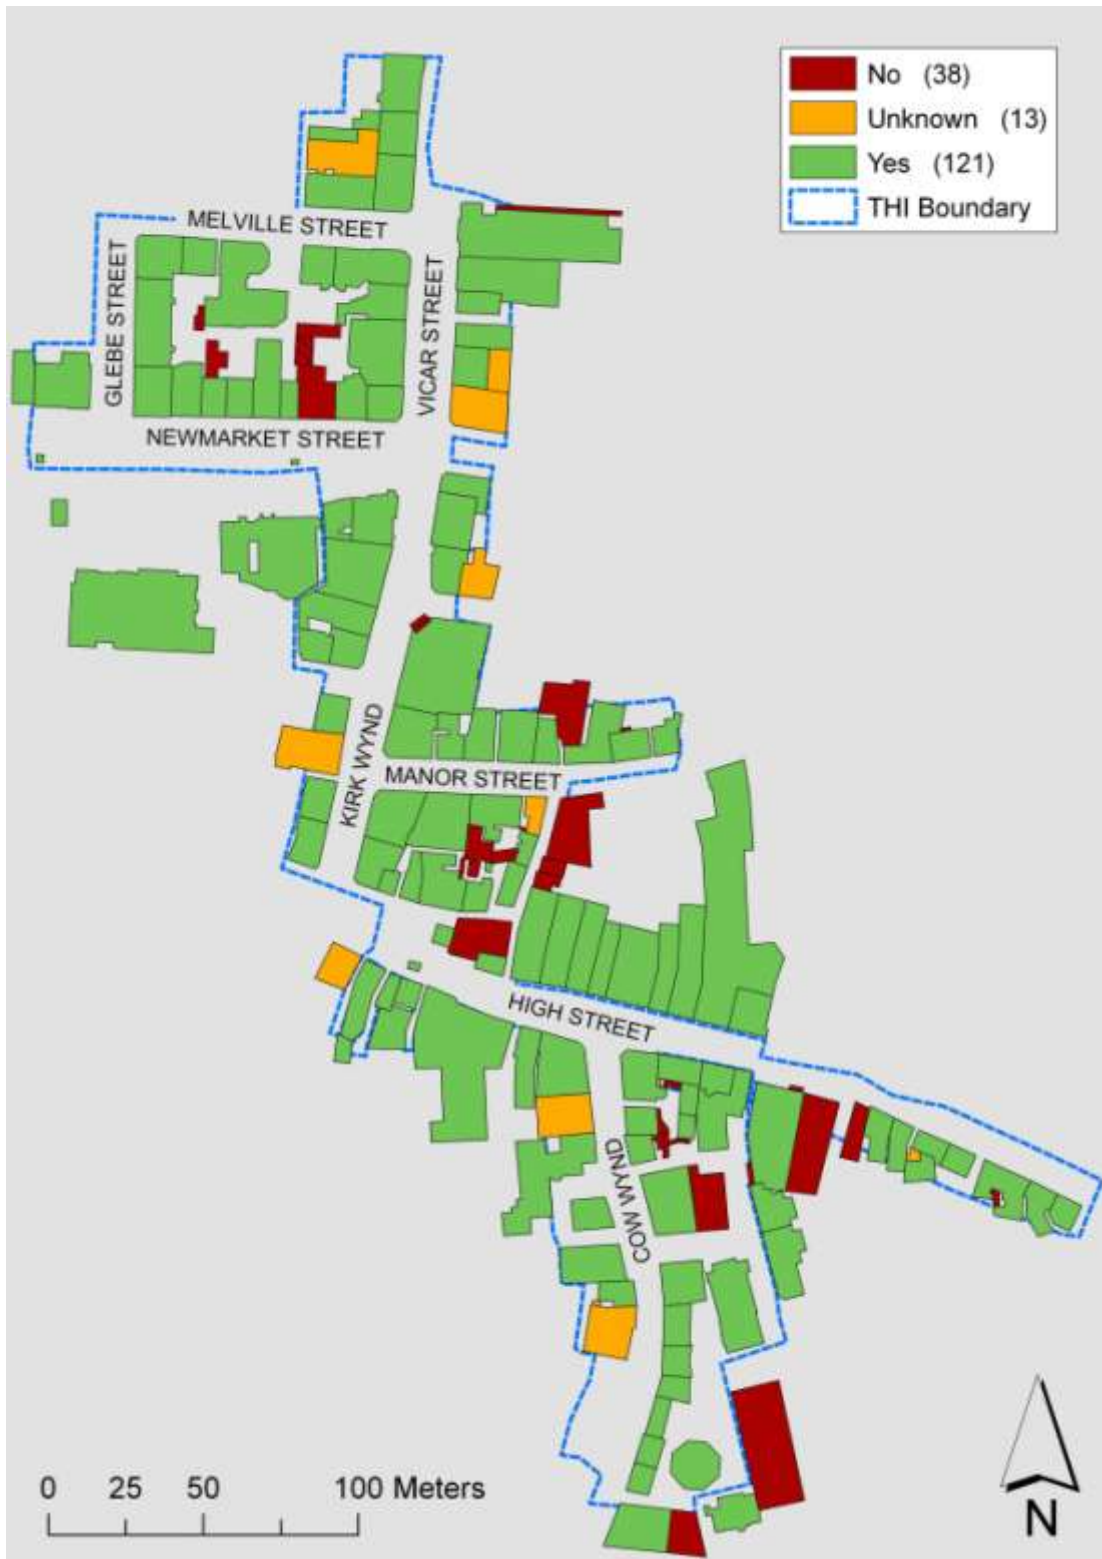 No (38)
Unknown (13)
Yes (121)
THI Boundary
MELVILLE STREET
GLEBE STREET
VICAR STREET
NEWMARKET STREET
KIRK WYND
MANOR STREET
HIGH STREET
COW WYND
0 25 50 100 Meters
N